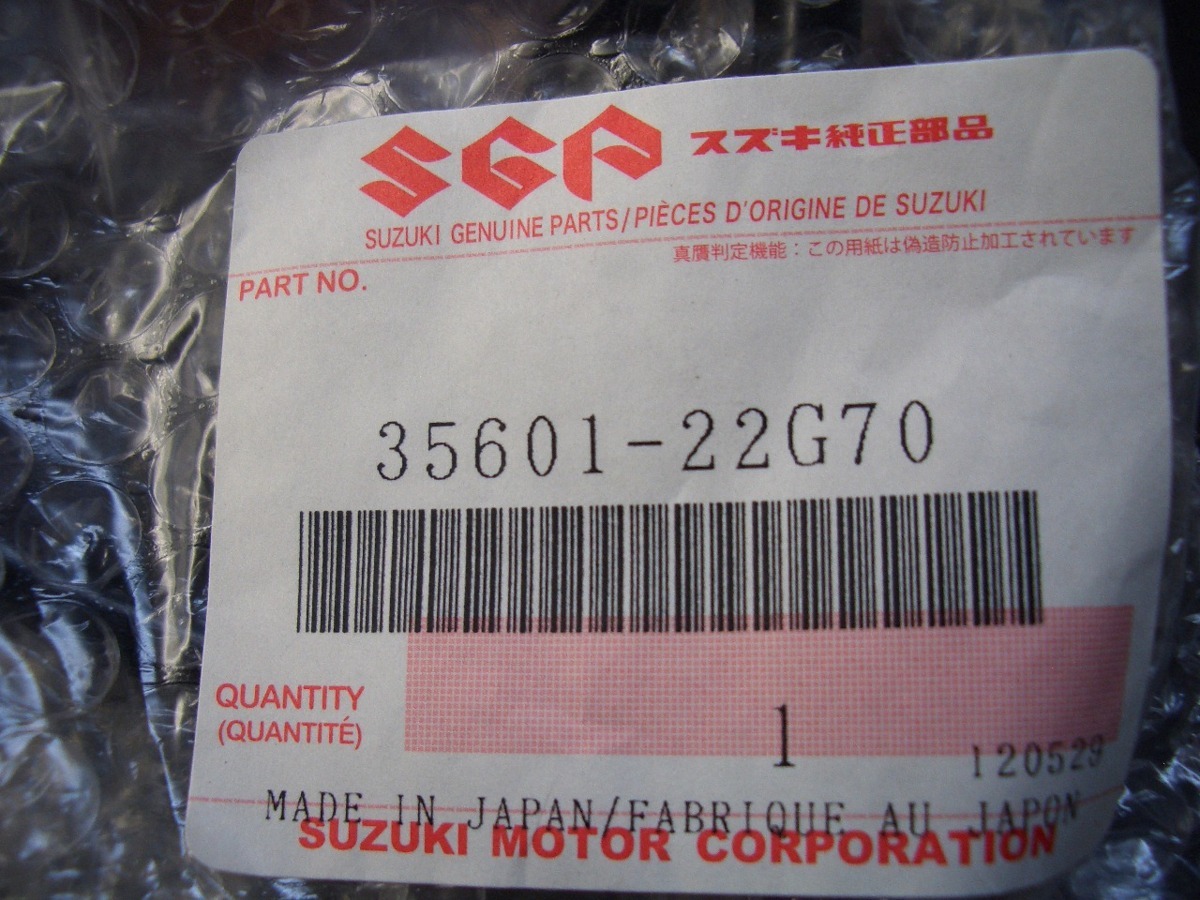 SGP スズキ純正部品
SUZUKI GENUINE PARTS/PIÈCES D'ORIGINE DE SUZUKI
真贋判定機能：この用紙は偽造防止加工されています
PART NO.
35601-22G70
QUANTITY
(QUANTITÉ)
1
120529
MADE IN JAPAN/FABRIQUE AU JAPON
SUZUKI MOTOR CORPORATION